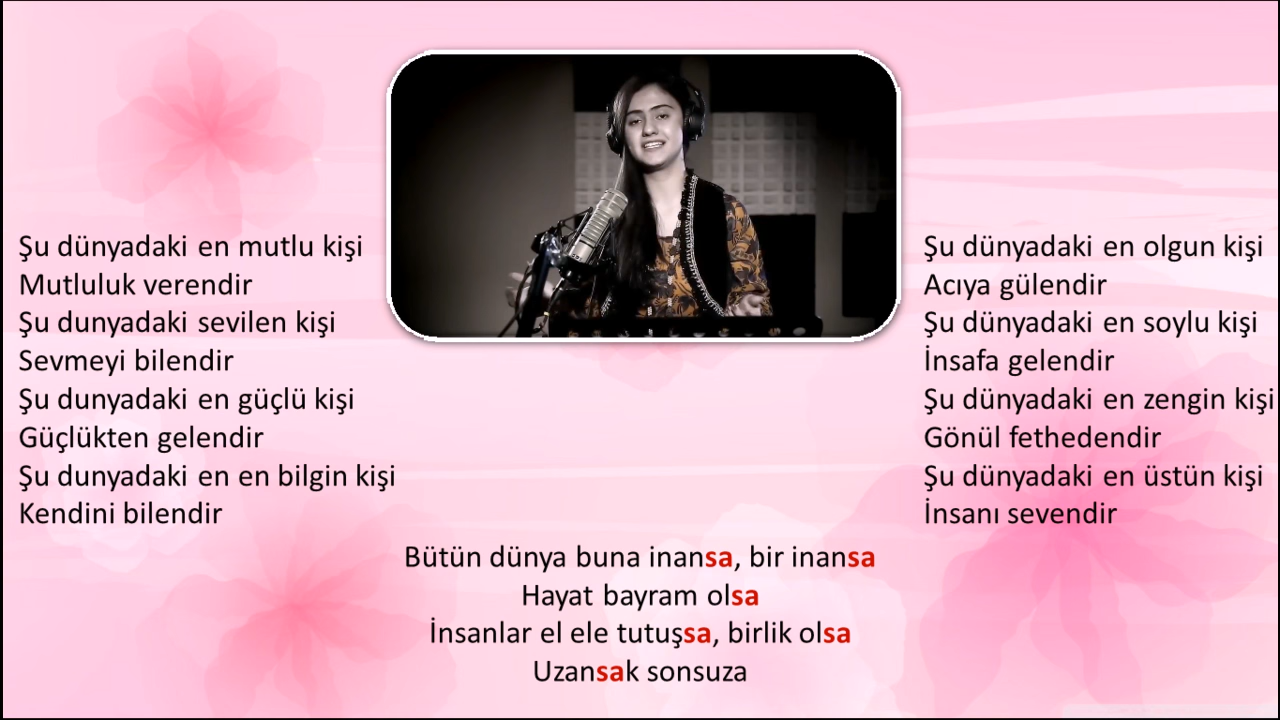 Şu dünyadaki en mutlu kişi
Mutluluk verendir
Şu dunyadaki sevilen kişi
Sevmeyi bilendir
Şu dunyadaki en güçlü kişi
Güçlükten gelendir
Şu dunyadaki en en bilgin kişi
Kendini bilendir
Şu dünyadaki en olgun kişi
Acıya gülendir
Şu dünyadaki en soylu kişi
İnsafa gelendir
Şu dünyadaki en zengin kişi
Gönül fethedendir
Şu dünyadaki en üstün kişi
İnsanı sevendir
Bütün dünya buna inansa, bir inansa
Hayat bayram olsa
İnsanlar el ele tutuşsa, birlik olsa
Uzansak sonsuza